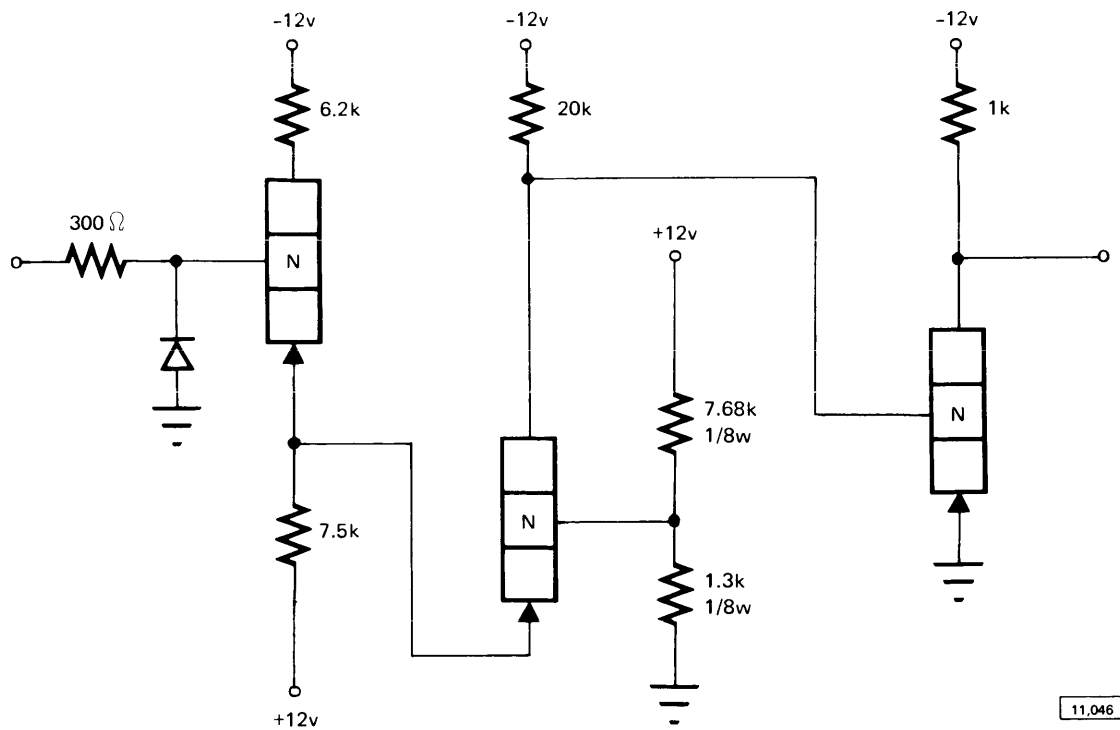 -12v
-12v
-12v
6.2k
20k
1k
300 Ω
N
+12v
7.68k
1/8w
N
7.5k
N
1.3k
1/8w
+12v
11,046